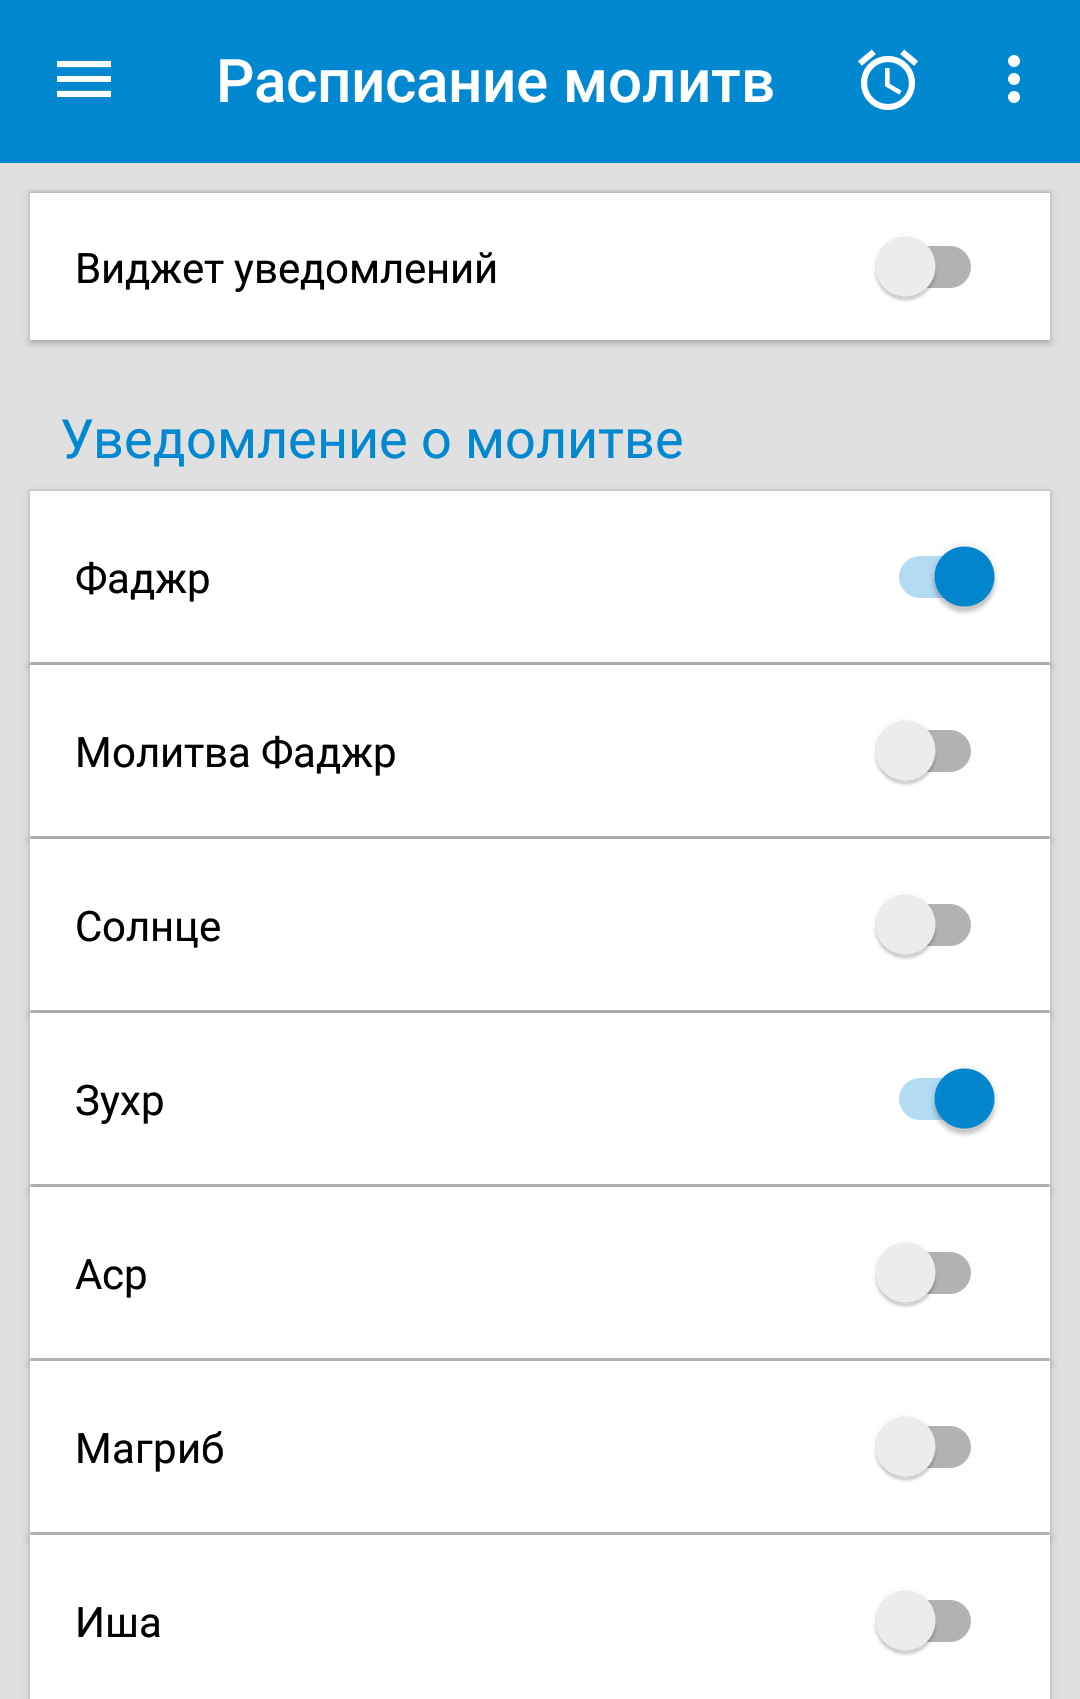 Расписание молитв
Виджет уведомлений
Уведомление о молитве
Фаджр
Молитва Фаджр
Солнце
Зухр
Аср
Магриб
Иша